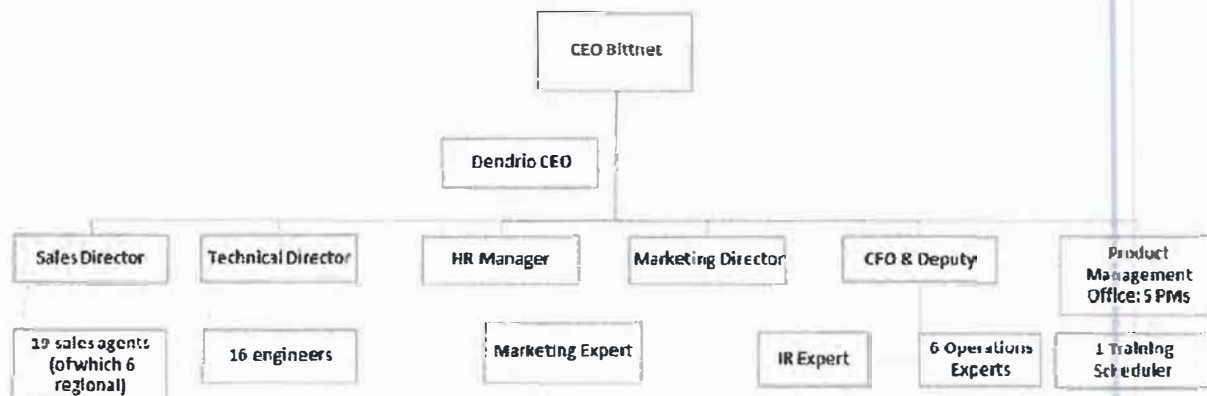 CEO Bittnet
Dendrio CEO
Sales Director
Technical Director
HR Manager
Marketing Director
CFO & Deputy
Product
Management
Office: 5 PMs
19 sales agents
(of which 6
regional)
16 engineers
Marketing Expert
IR Expert
6 Operations
Experts
1 Training
Scheduler